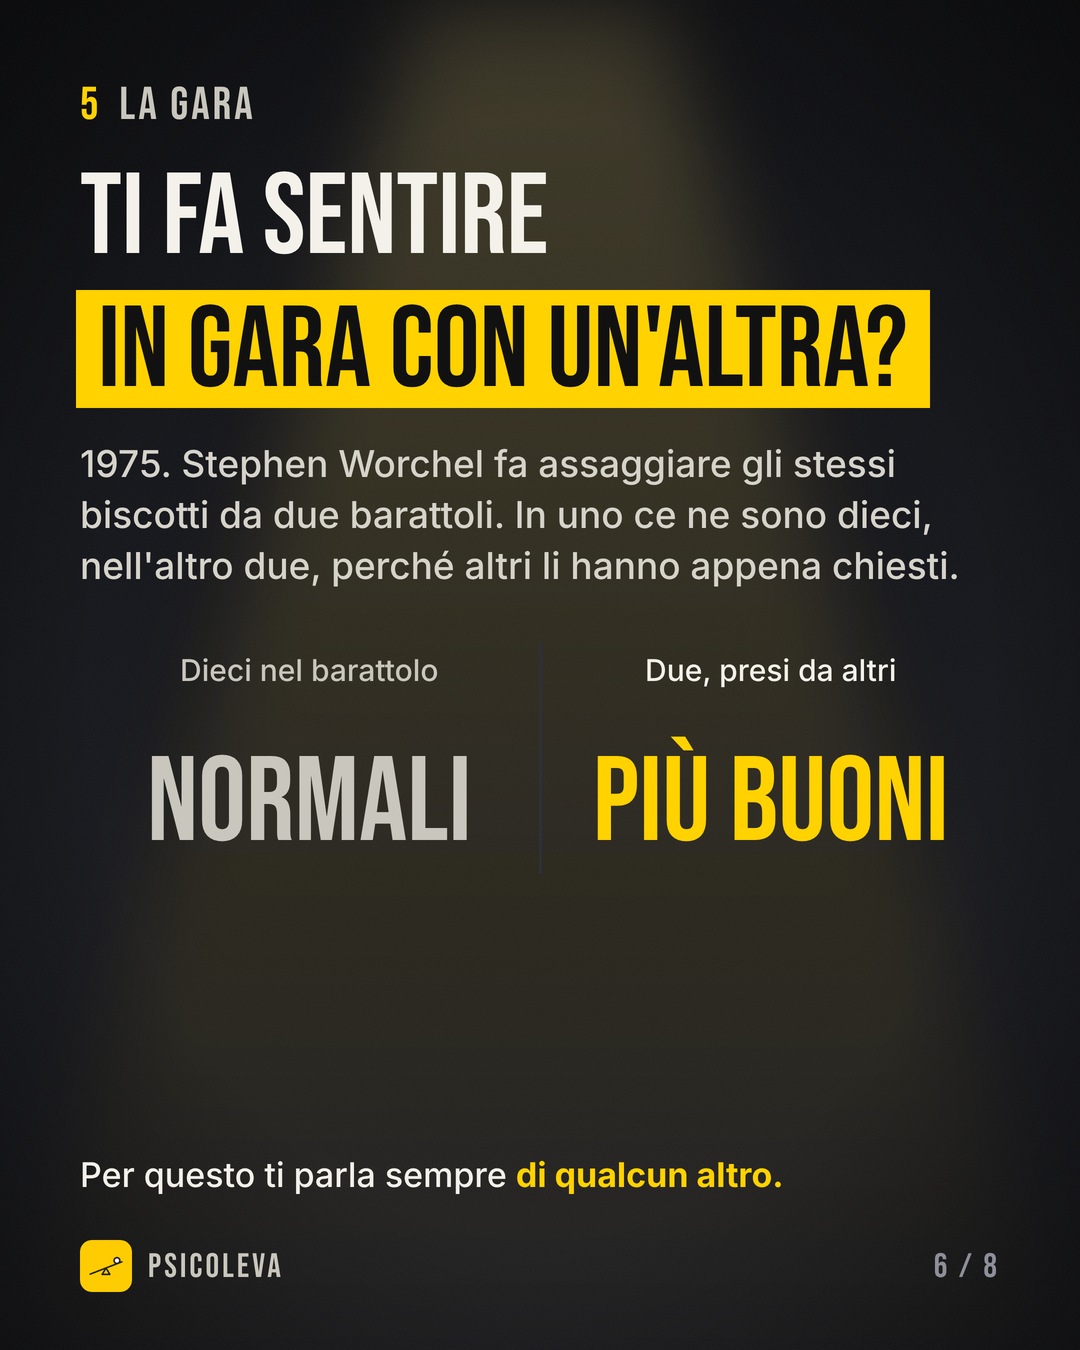 5 LA GARA
TI FA SENTIRE
IN GARA CON UN'ALTRA?
1975. Stephen Worchel fa assaggiare gli stessi
biscotti da due barattoli. In uno ce ne sono dieci,
nell'altro due, perché altri li hanno appena chiesti.
Dieci nel barattolo
NORMALI
Due, presi da altri
PIÙ BUONI
Per questo ti parla sempre di qualcun altro.
PSICOLEVA
6 / 8